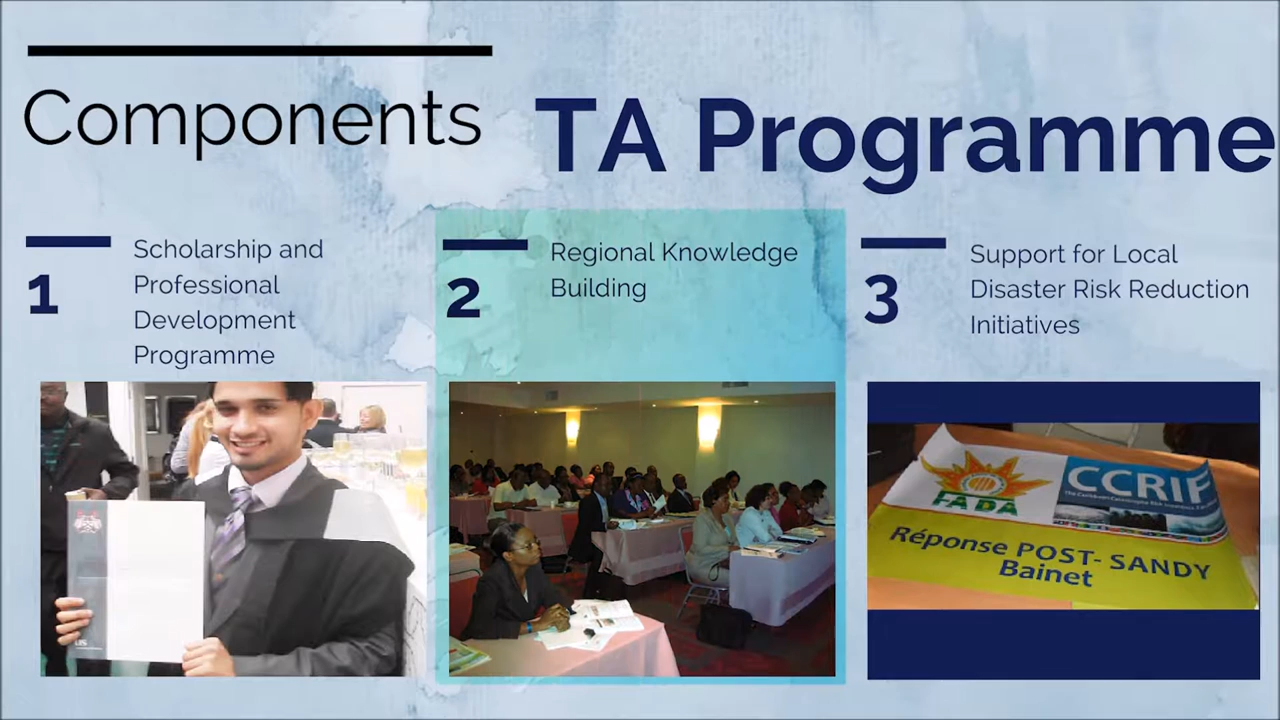 Components
TA Programme
1
Scholarship and
Professional
Development
Programme
2
Regional Knowledge
Building
3
Support for Local
Disaster Risk Reduction
Initiatives
FADA
CCRIF
Réponse POST- SANDY
Bainet